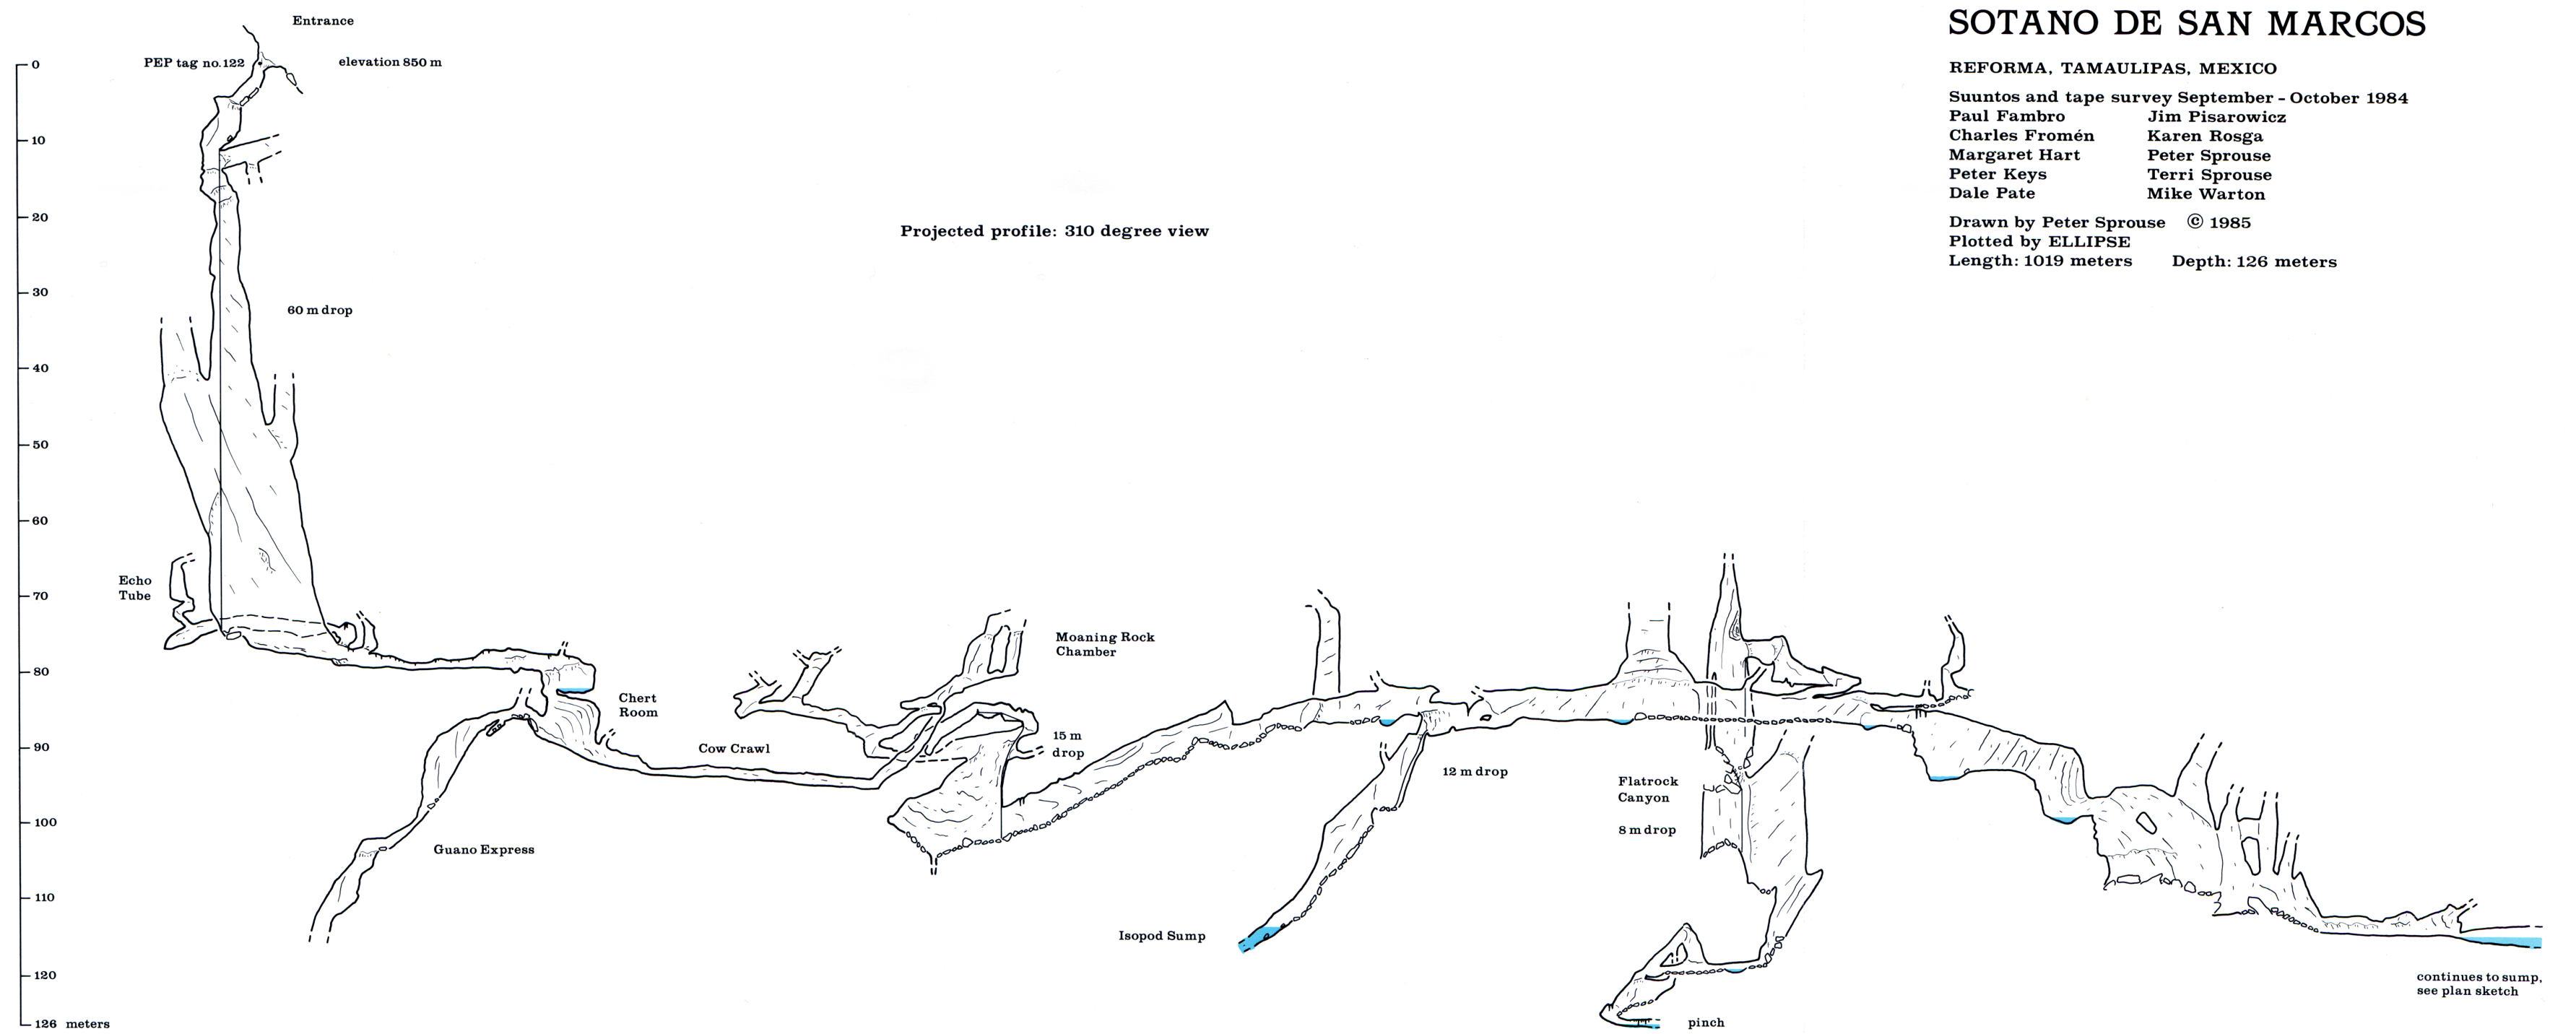 SOTANO DE SAN MARCOS
REFORMA, TAMAULIPAS, MEXICO
Suuntos and tape survey September - October 1984
Paul Fambro Jim Pisarowicz
Charles Fromén Karen Rosga
Margaret Hart Peter Sprouse
Peter Keys Terri Sprouse
Dale Pate Mike Warton
Drawn by Peter Sprouse © 1985
Plotted by ELLIPSE
Length: 1019 meters Depth: 126 meters
Entrance
PEP tag no. 122
elevation 850 m
0
10
20
30
40
50
60
70
80
90
100
110
120
126 meters
Projected profile: 310 degree view
60 m drop
Echo
Tube
Chert
Room
Guano Express
Cow Crawl
Moaning Rock
Chamber
15 m
drop
Isopod Sump
12 m drop
Flatrock
Canyon
8 m drop
pinch
continues to sump,
see plan sketch